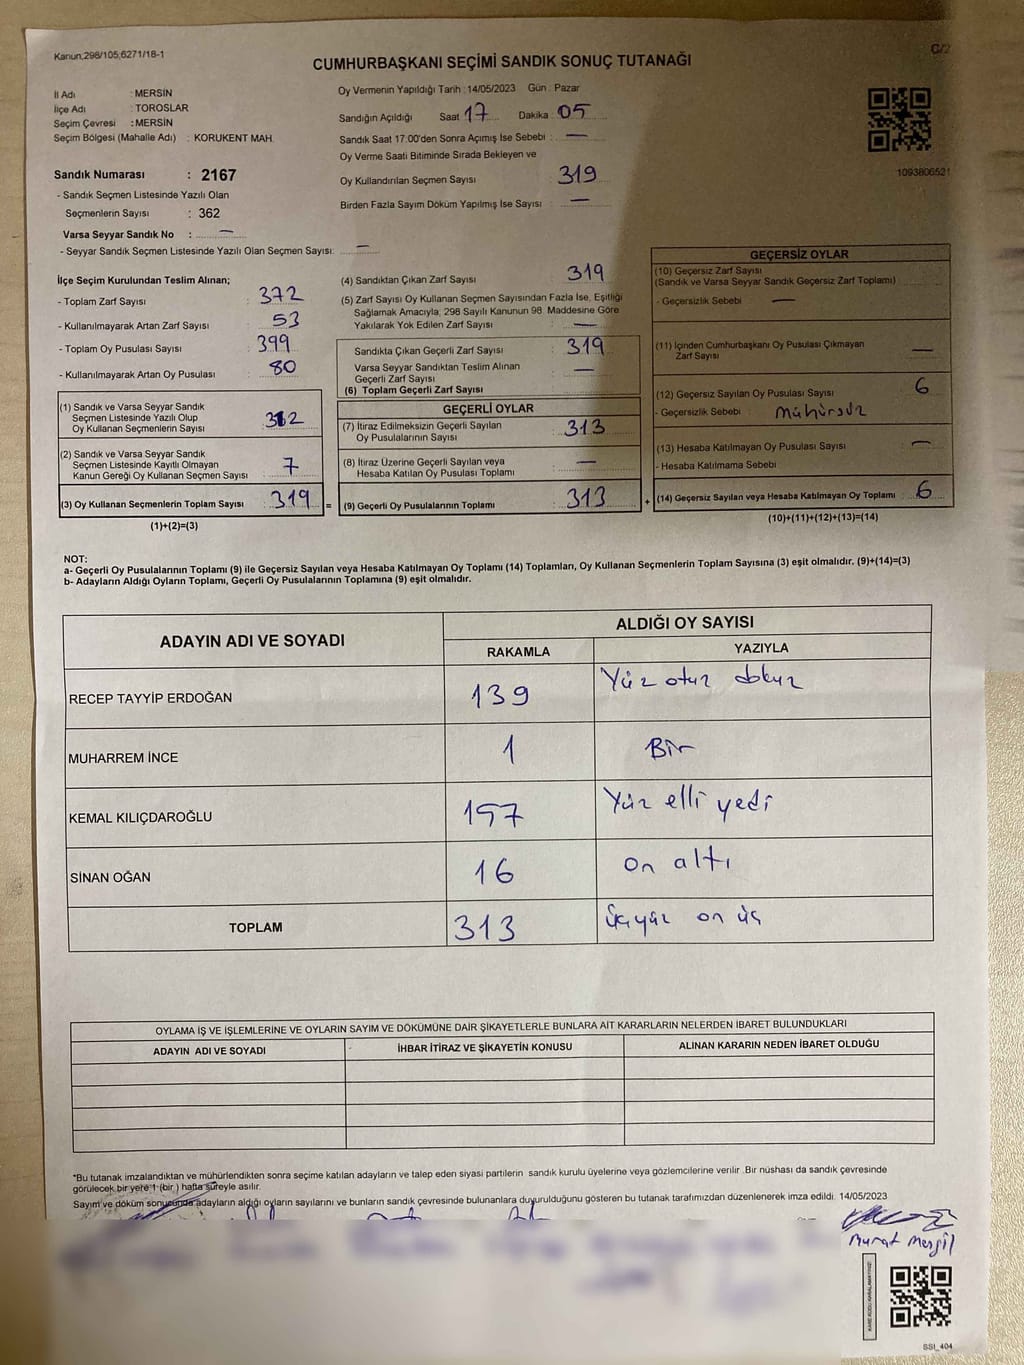 Kanun:298/105;6271/18-1
C/2
CUMHURBAŞKANI SEÇİMİ SANDIK SONUÇ TUTANAĞI
İl Adı : MERSİN
İlçe Adı : TOROSLAR
Seçim Çevresi : MERSİN
Seçim Bölgesi (Mahalle Adı) : KORUKENT MAH.
Oy Vermenin Yapıldığı Tarih : 14/05/2023 Gün : Pazar
Sandığın Açıldığı Saat 17 Dakika 05
Sandık Saat 17:00'den Sonra Açımış İse Sebebi : —
Oy Verme Saati Bitiminde Sırada Bekleyen ve
Oy Kullandırılan Seçmen Sayısı 319
Birden Fazla Sayım Döküm Yapılmış İse Sayısı : —
1093806521
Sandık Numarası : 2167
- Sandık Seçmen Listesinde Yazılı Olan
Seçmenlerin Sayısı : 362
Varsa Seyyar Sandık No : —
- Seyyar Sandık Seçmen Listesinde Yazılı Olan Seçmen Sayısı: —
İlçe Seçim Kurulundan Teslim Alınan;
- Toplam Zarf Sayısı : 372
- Kullanılmayarak Artan Zarf Sayısı : 53
- Toplam Oy Pusulası Sayısı : 399
- Kullanılmayarak Artan Oy Pusulası : 80
(1) Sandık ve Varsa Seyyar Sandık
Seçmen Listesinde Yazılı Olup
Oy Kullanan Seçmenlerin Sayısı : 312
(2) Sandık ve Varsa Seyyar Sandık
Seçmen Listesinde Kayıtlı Olmayan
Kanun Gereği Oy Kullanan Seçmen Sayısı : 7
(3) Oy Kullanan Seçmenlerin Toplam Sayısı : 319 =
(1)+(2)=(3)
(4) Sandıktan Çıkan Zarf Sayısı : 319
(5) Zarf Sayısı Oy Kullanan Seçmen Sayısından Fazla İse, Eşitliği
Sağlamak Amacıyla; 298 Sayılı Kanunun 98. Maddesine Göre
Yakılarak Yok Edilen Zarf Sayısı : —
Sandıkta Çıkan Geçerli Zarf Sayısı : 319
Varsa Seyyar Sandıktan Teslim Alınan
Geçerli Zarf Sayısı : —
(6) Toplam Geçerli Zarf Sayısı
GEÇERLİ OYLAR
(7) İtiraz Edilmeksizin Geçerli Sayılan
Oy Pusulalarının Sayısı : 313
(8) İtiraz Üzerine Geçerli Sayılan veya
Hesaba Katılan Oy Pusulası Toplamı : —
(9) Geçerli Oy Pusulalarının Toplamı : 313 +
GEÇERSİZ OYLAR
(10) Geçersiz Zarf Sayısı
(Sandık ve Varsa Seyyar Sandık Geçersiz Zarf Toplamı)
- Geçersizlik Sebebi : —
(11) İçinden Cumhurbaşkanı Oy Pusulası Çıkmayan
Zarf Sayısı —
(12) Geçersiz Sayılan Oy Pusulası Sayısı 6
- Geçersizlik Sebebi : mühürsüz
(13) Hesaba Katılmayan Oy Pusulası Sayısı : —
- Hesaba Katılmama Sebebi
(14) Geçersiz Sayılan veya Hesaba Katılmayan Oy Toplamı : 6
(10)+(11)+(12)+(13)=(14)
NOT:
a- Geçerli Oy Pusulalarının Toplamı (9) ile Geçersiz Sayılan veya Hesaba Katılmayan Oy Toplamı (14) Toplamları, Oy Kullanan Seçmenlerin Toplam Sayısına (3) eşit olmalıdır. (9)+(14)=(3)
b- Adayların Aldığı Oyların Toplamı, Geçerli Oy Pusulalarının Toplamına (9) eşit olmalıdır.
ADAYIN ADI VE SOYADI
ALDIĞI OY SAYISI
RAKAMLA YAZIYLA
RECEP TAYYİP ERDOĞAN 139 Yüz otuz dokuz
MUHARREM İNCE 1 Bir
KEMAL KILIÇDAROĞLU 157 Yüz elli yedi
SİNAN OĞAN 16 on altı
TOPLAM 313 üçyüz on üç
OYLAMA İŞ VE İŞLEMLERİNE VE OYLARIN SAYIM VE DÖKÜMÜNE DAİR ŞİKAYETLERLE BUNLARA AİT KARARLARIN NELERDEN İBARET BULUNDUKLARI
ADAYIN ADI VE SOYADI İHBAR İTİRAZ VE ŞİKAYETİN KONUSU ALINAN KARARIN NEDEN İBARET OLDUĞU
*Bu tutanak imzalandıktan ve mühürlendikten sonra seçime katılan adayların ve talep eden siyasi partilerin sandık kurulu üyelerine veya gözlemcilerine verilir .Bir nüshası da sandık çevresinde
görülecek bir yere 1 (bir ) hafta süreyle asılır.
Sayım ve döküm sonucunda adayların aldığı oyların sayılarını ve bunların sandık çevresinde bulunanlara duyurulduğunu gösteren bu tutanak tarafımızdan düzenlenerek imza edildi. 14/05/2023
Murat
SSİ_404